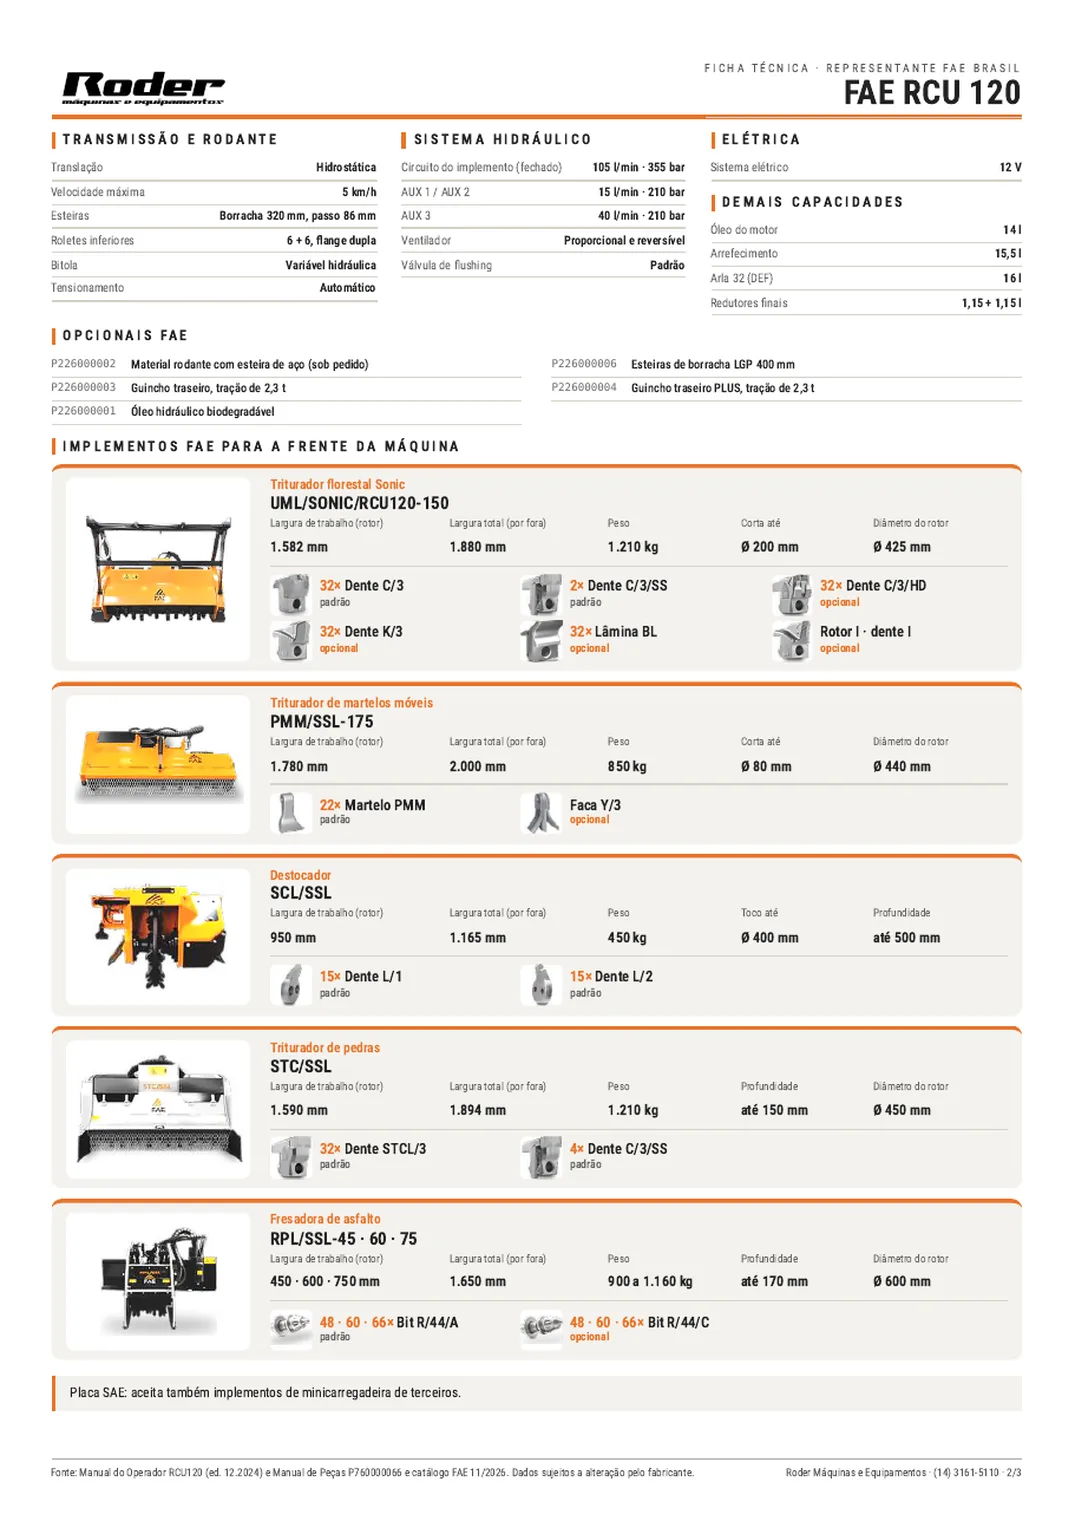 Roder
máquinas e equipamentos
FICHA TÉCNICA · REPRESENTANTE FAE BRASIL
FAE RCU 120
TRANSMISSÃO E RODANTE
Translação Hidrostática
Velocidade máxima 5 km/h
Esteiras Borracha 320 mm, passo 86 mm
Roletes inferiores 6 + 6, flange dupla
Bitola Variável hidráulica
Tensionamento Automático
SISTEMA HIDRÁULICO
Circuito do implemento (fechado) 105 l/min · 355 bar
AUX 1 / AUX 2 15 l/min · 210 bar
AUX 3 40 l/min · 210 bar
Ventilador Proporcional e reversível
Válvula de flushing Padrão
ELÉTRICA
Sistema elétrico 12 V
DEMAIS CAPACIDADES
Óleo do motor 14 l
Arrefecimento 15,5 l
Arla 32 (DEF) 16 l
Redutores finais 1,15 + 1,15 l
OPCIONAIS FAE
P226000002 Material rodante com esteira de aço (sob pedido)
P226000003 Guincho traseiro, tração de 2,3 t
P226000001 Óleo hidráulico biodegradável
P226000006 Esteiras de borracha LGP 400 mm
P226000004 Guincho traseiro PLUS, tração de 2,3 t
IMPLEMENTOS FAE PARA A FRENTE DA MÁQUINA
Triturador florestal Sonic
UML/SONIC/RCU120-150
Largura de trabalho (rotor) Largura total (por fora) Peso Corta até Diâmetro do rotor
1.582 mm 1.880 mm 1.210 kg Ø 200 mm Ø 425 mm
32× Dente C/3 2× Dente C/3/SS 32× Dente C/3/HD
padrão padrão opcional
32× Dente K/3 32× Lâmina BL Rotor I · dente I
opcional opcional opcional
FAE
Triturador de martelos móveis
PMM/SSL-175
Largura de trabalho (rotor) Largura total (por fora) Peso Corta até Diâmetro do rotor
1.780 mm 2.000 mm 850 kg Ø 80 mm Ø 440 mm
22× Martelo PMM Faca Y/3
padrão opcional
FAE
Destocador
SCL/SSL
Largura de trabalho (rotor) Largura total (por fora) Peso Toco até Profundidade
950 mm 1.165 mm 450 kg Ø 400 mm até 500 mm
15× Dente L/1 15× Dente L/2
padrão padrão
Triturador de pedras
STC/SSL
Largura de trabalho (rotor) Largura total (por fora) Peso Profundidade Diâmetro do rotor
1.590 mm 1.894 mm 1.210 kg até 150 mm Ø 450 mm
32× Dente STCL/3 4× Dente C/3/SS
padrão padrão
STC/SSL
FAE
Fresadora de asfalto
RPL/SSL-45 · 60 · 75
Largura de trabalho (rotor) Largura total (por fora) Peso Profundidade Diâmetro do rotor
450 · 600 · 750 mm 1.650 mm 900 a 1.160 kg até 170 mm Ø 600 mm
48 · 60 · 66× Bit R/44/A 48 · 60 · 66× Bit R/44/C
padrão opcional
FAE
Placa SAE: aceita também implementos de minicarregadeira de terceiros.
Fonte: Manual do Operador RCU120 (ed. 12.2024) e Manual de Peças P760000066 e catálogo FAE 11/2026. Dados sujeitos a alteração pelo fabricante.
Roder Máquinas e Equipamentos · (14) 3161-5110 · 2/3